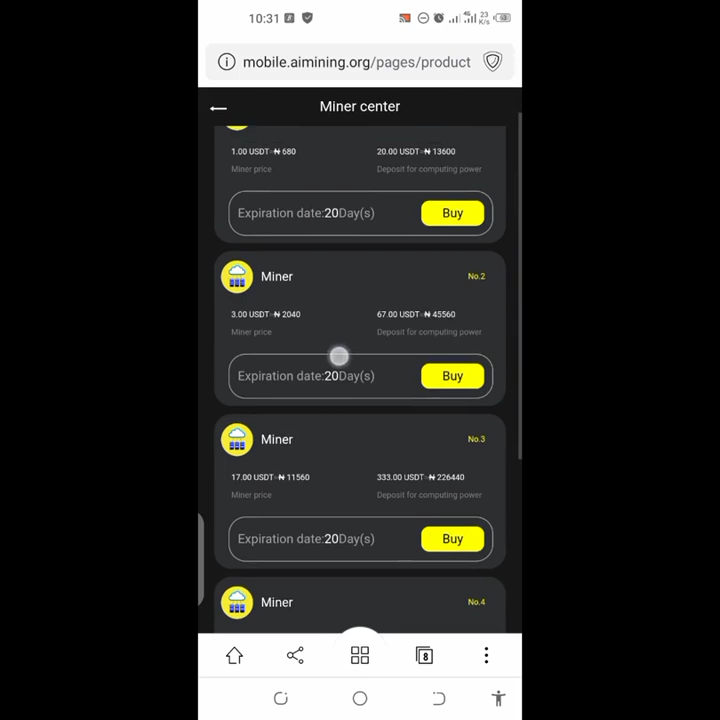 10:31
4G
23
K/s
mobile.aimining.org/pages/product
Miner center
1.00 USDT≈₦ 680
20.00 USDT≈₦ 13600
Miner price
Deposit for computing power
Expiration date:20Day(s)
Buy
Miner
No.2
3.00 USDT≈₦ 2040
67.00 USDT≈₦ 45560
Miner price
Deposit for computing power
Expiration date:20Day(s)
Buy
Miner
No.3
17.00 USDT≈₦ 11560
333.00 USDT≈₦ 226440
Miner price
Deposit for computing power
Expiration date:20Day(s)
Buy
Miner
No.4
8